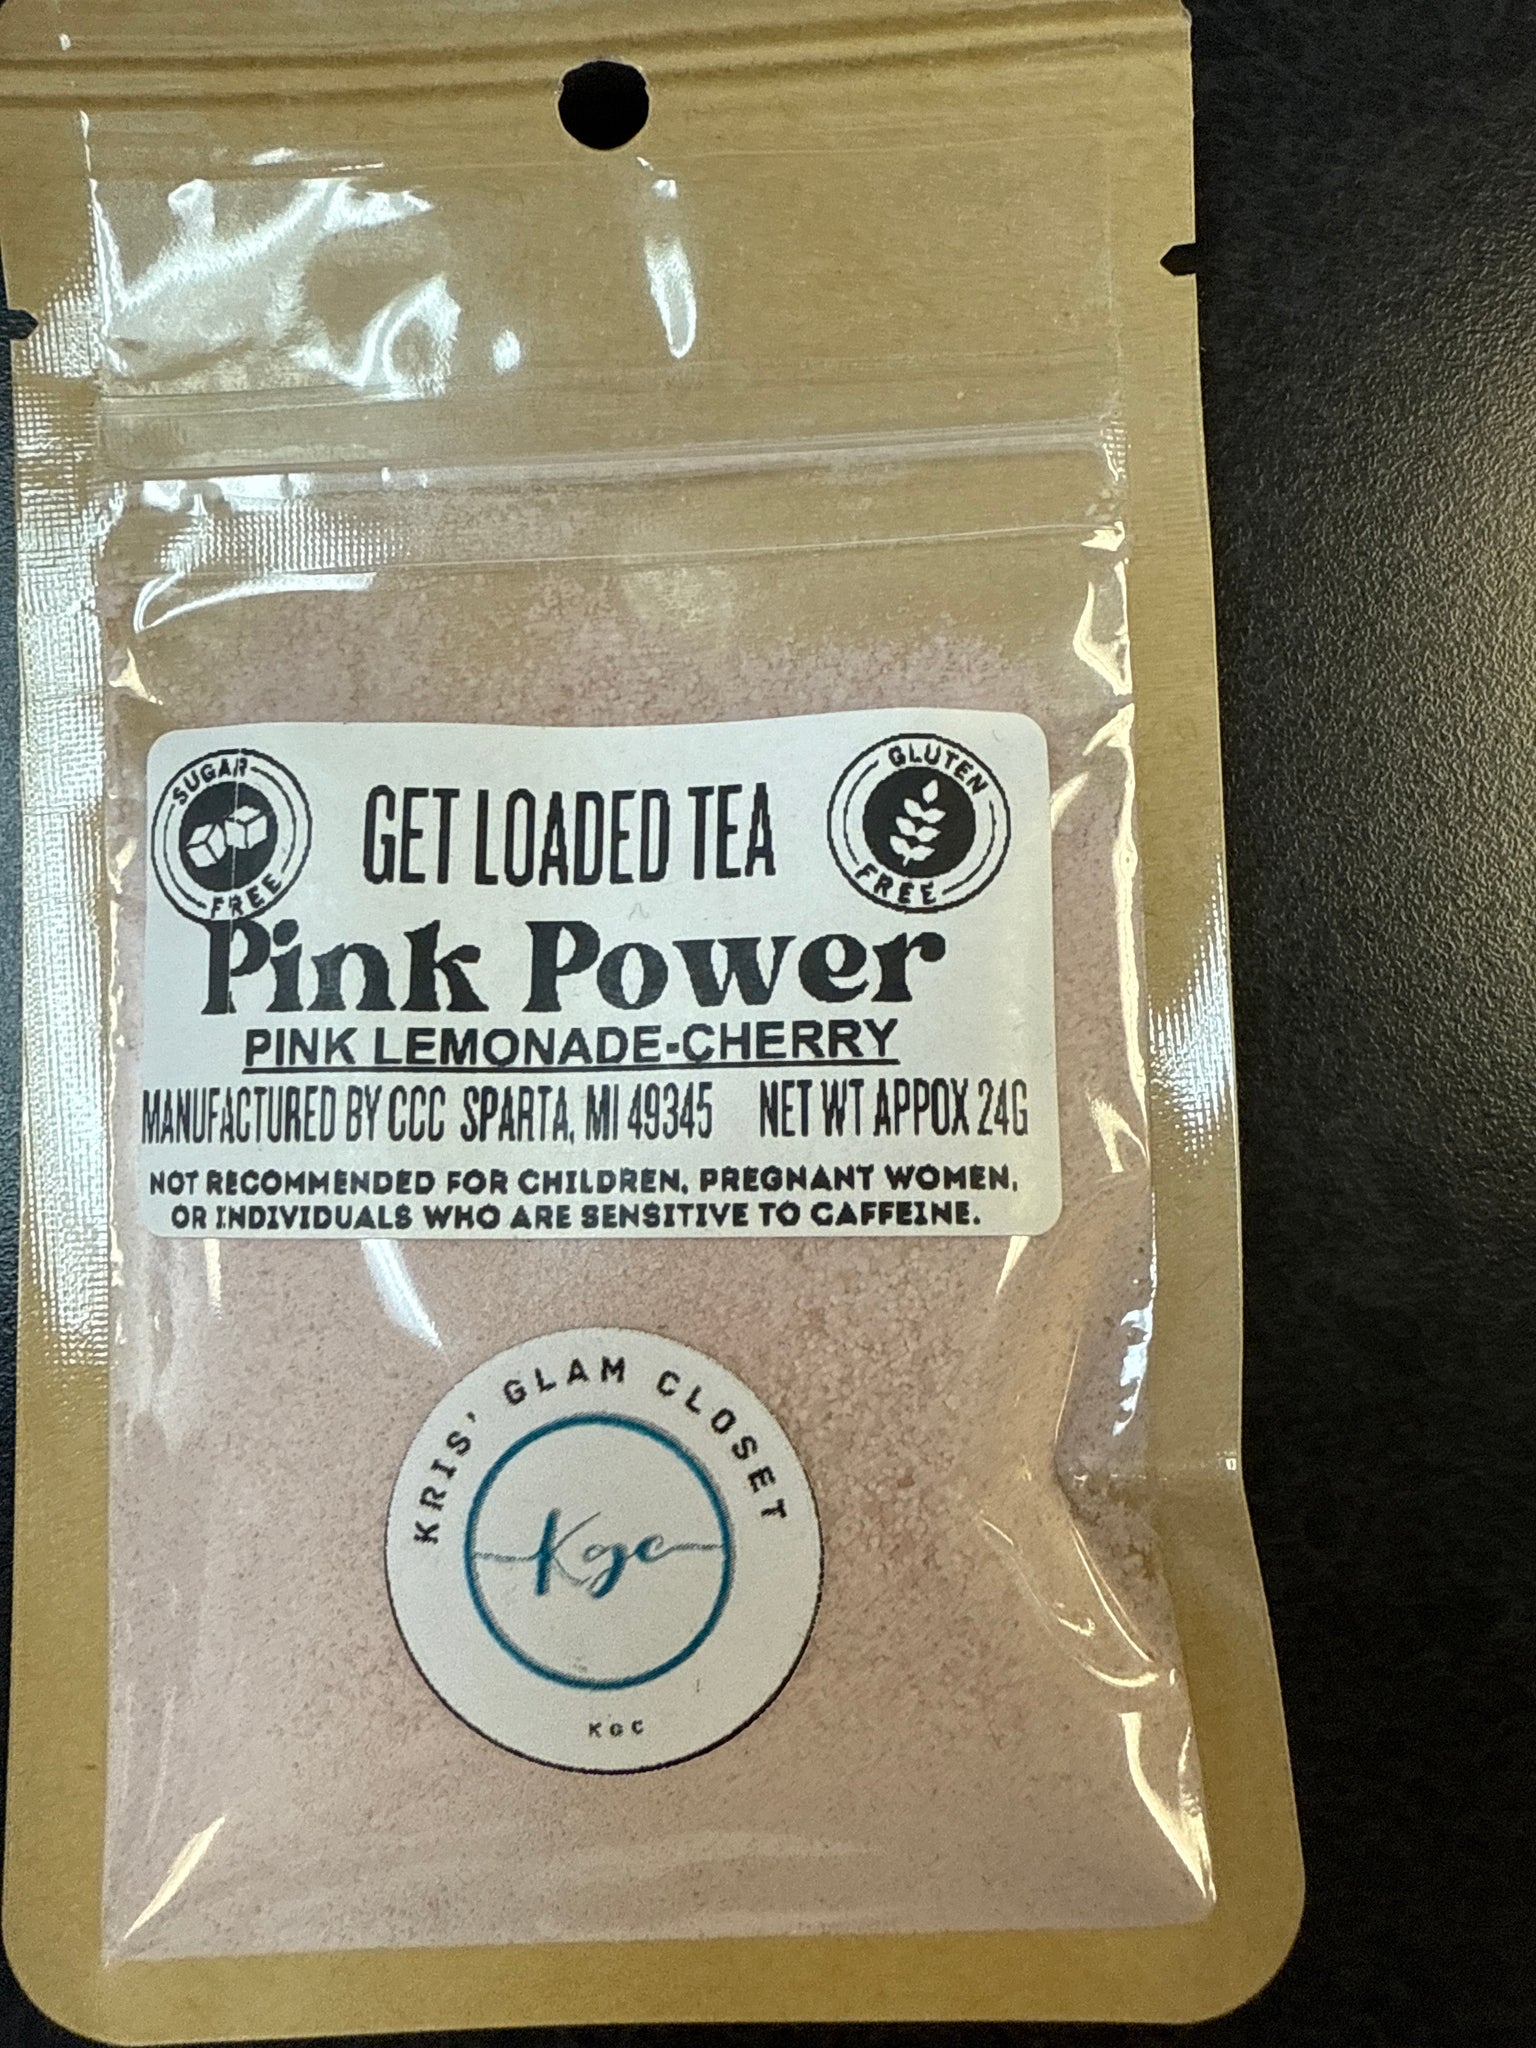 SUGAR FREE
GET LOADED TEA
GLUTEN FREE
Pink Power
PINK LEMONADE-CHERRY
MANUFACTURED BY CCC SPARTA, MI 49345 NET WT APPOX 24G
NOT RECOMMENDED FOR CHILDREN, PREGNANT WOMEN,
OR INDIVIDUALS WHO ARE SENSITIVE TO CAFFEINE.
KRIS' GLAM CLOSET
Kgc
KGC